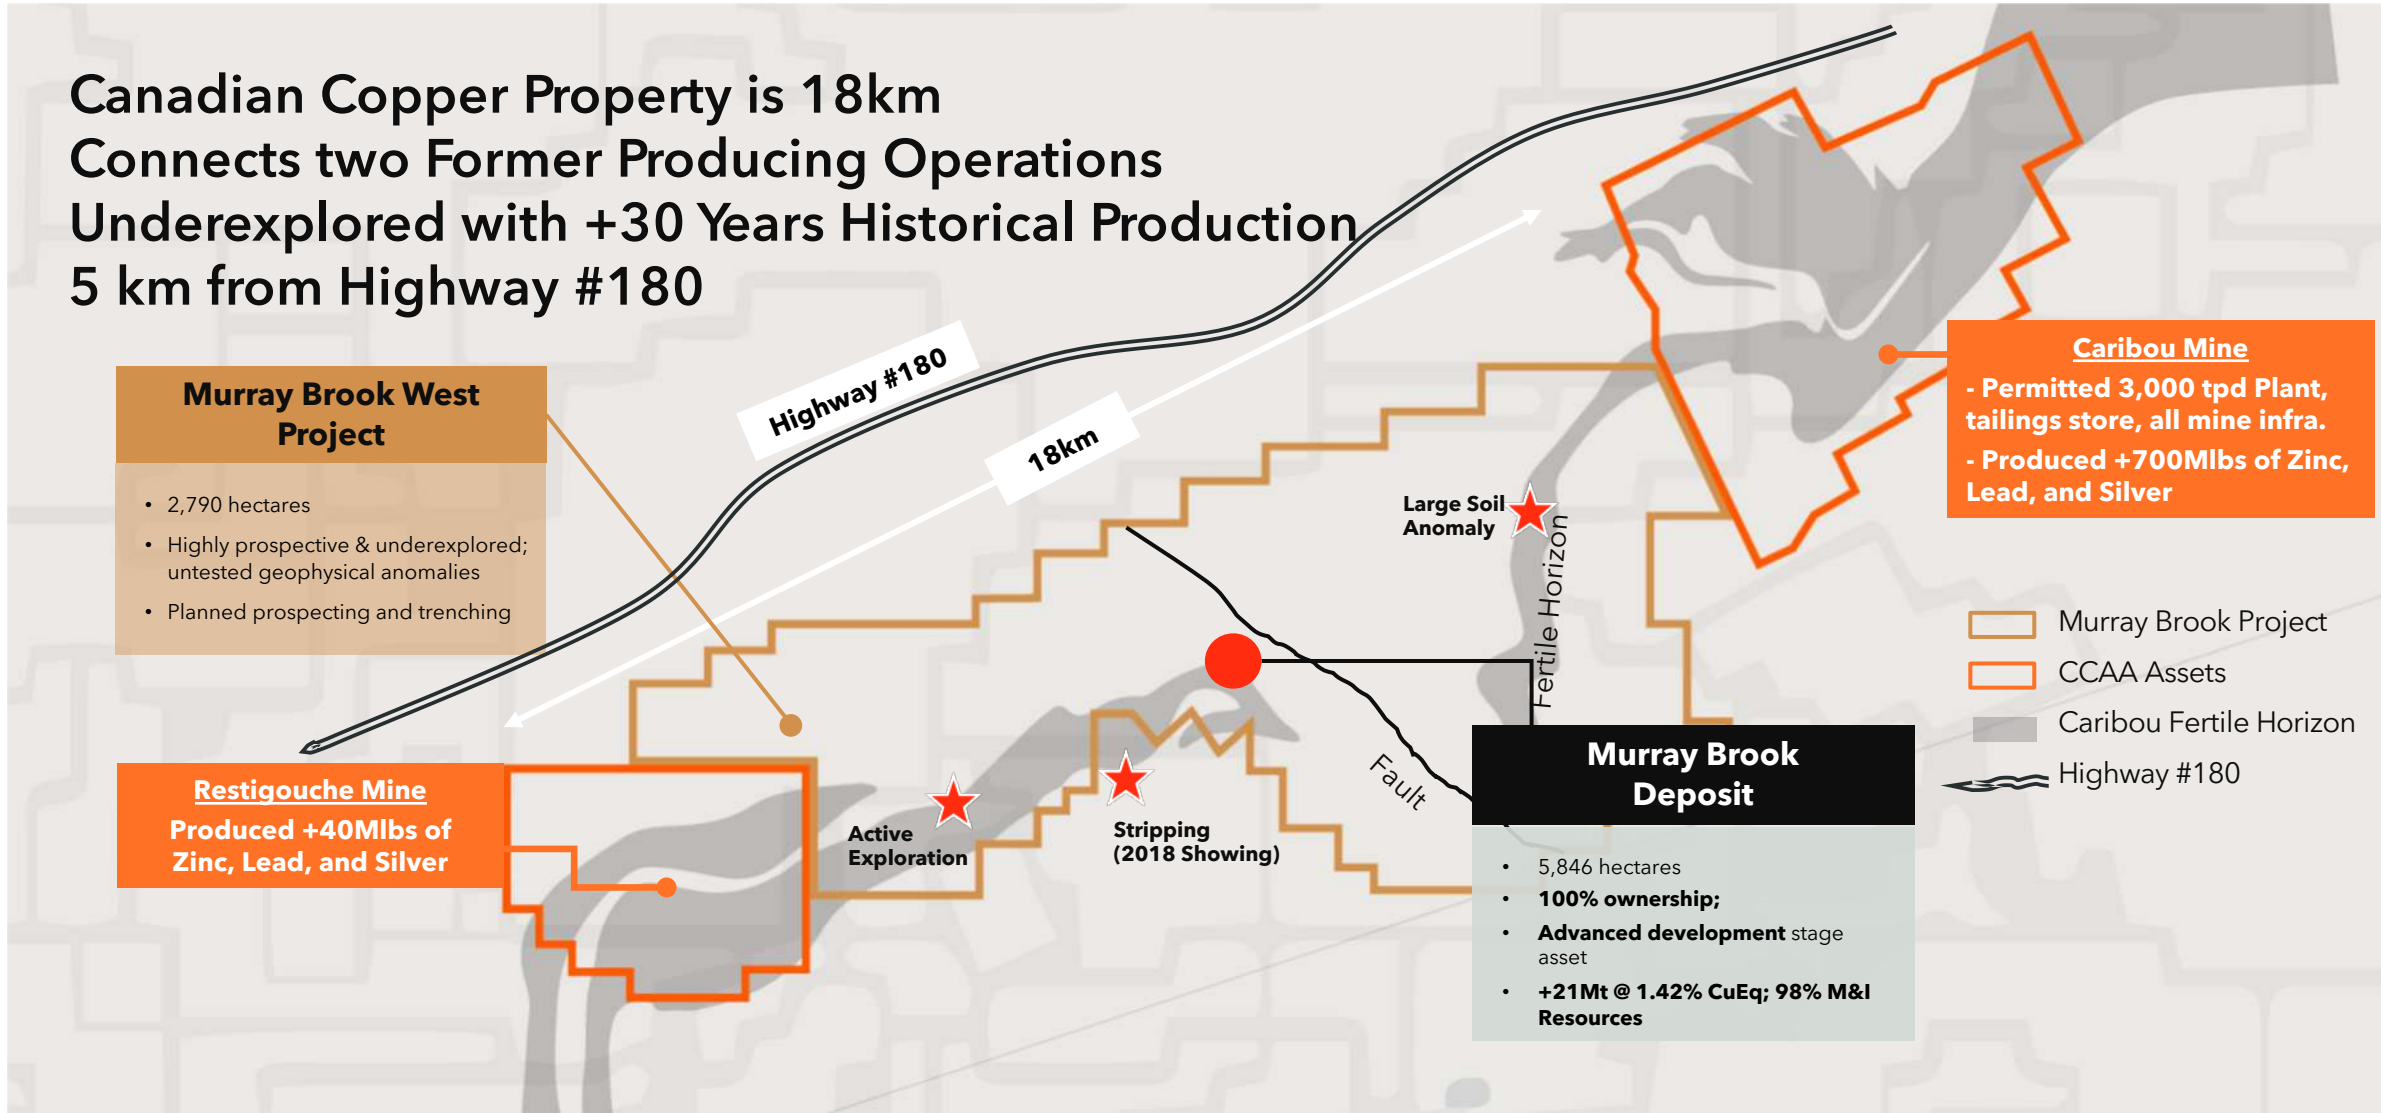 Canadian Copper Property is 18km
Connects two Former Producing Operations
Underexplored with +30 Years Historical Production
5 km from Highway #180
Highway #180
18km
Murray Brook West
Project
• 2,790 hectares
• Highly prospective & underexplored;
untested geophysical anomalies
• Planned prospecting and trenching
Caribou Mine
- Permitted 3,000 tpd Plant,
tailings store, all mine infra.
- Produced +700Mlbs of Zinc,
Lead, and Silver
Large Soil
Anomaly
Fertile Horizon
Murray Brook Project
CCAA Assets
Caribou Fertile Horizon
Highway #180
Restigouche Mine
Produced +40Mlbs of
Zinc, Lead, and Silver
Active
Exploration
Stripping
(2018 Showing)
Fault
Murray Brook
Deposit
• 5,846 hectares
• 100% ownership;
• Advanced development stage
asset
• +21Mt @ 1.42% CuEq; 98% M&I
Resources